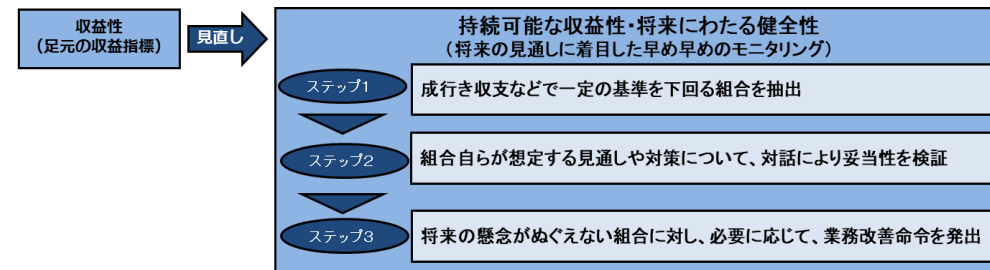 収益性
（足元の収益指標）
見直し
持続可能な収益性・将来にわたる健全性
（将来の見通しに着目した早め早めのモニタリング）
ステップ1
成行き収支などで一定の基準を下回る組合を抽出
ステップ2
組合自らが想定する見通しや対策について、対話により妥当性を検証
ステップ3
将来の懸念がぬぐえない組合に対し、必要に応じて、業務改善命令を発出